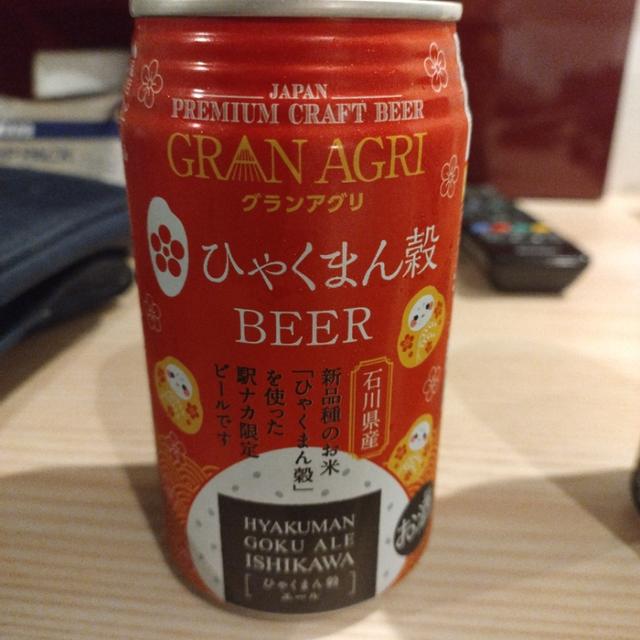 JAPAN
PREMIUM CRAFT BEER
GRAN AGRI
グランアグリ
ひゃくまん穀
BEER
石川県産
新品種のお米
「ひゃくまん穀」
を使った
駅ナカ限定
ビールです
HYAKUMAN
GOKU ALE
ISHIKAWA
ひゃくまん穀
エール
お酒